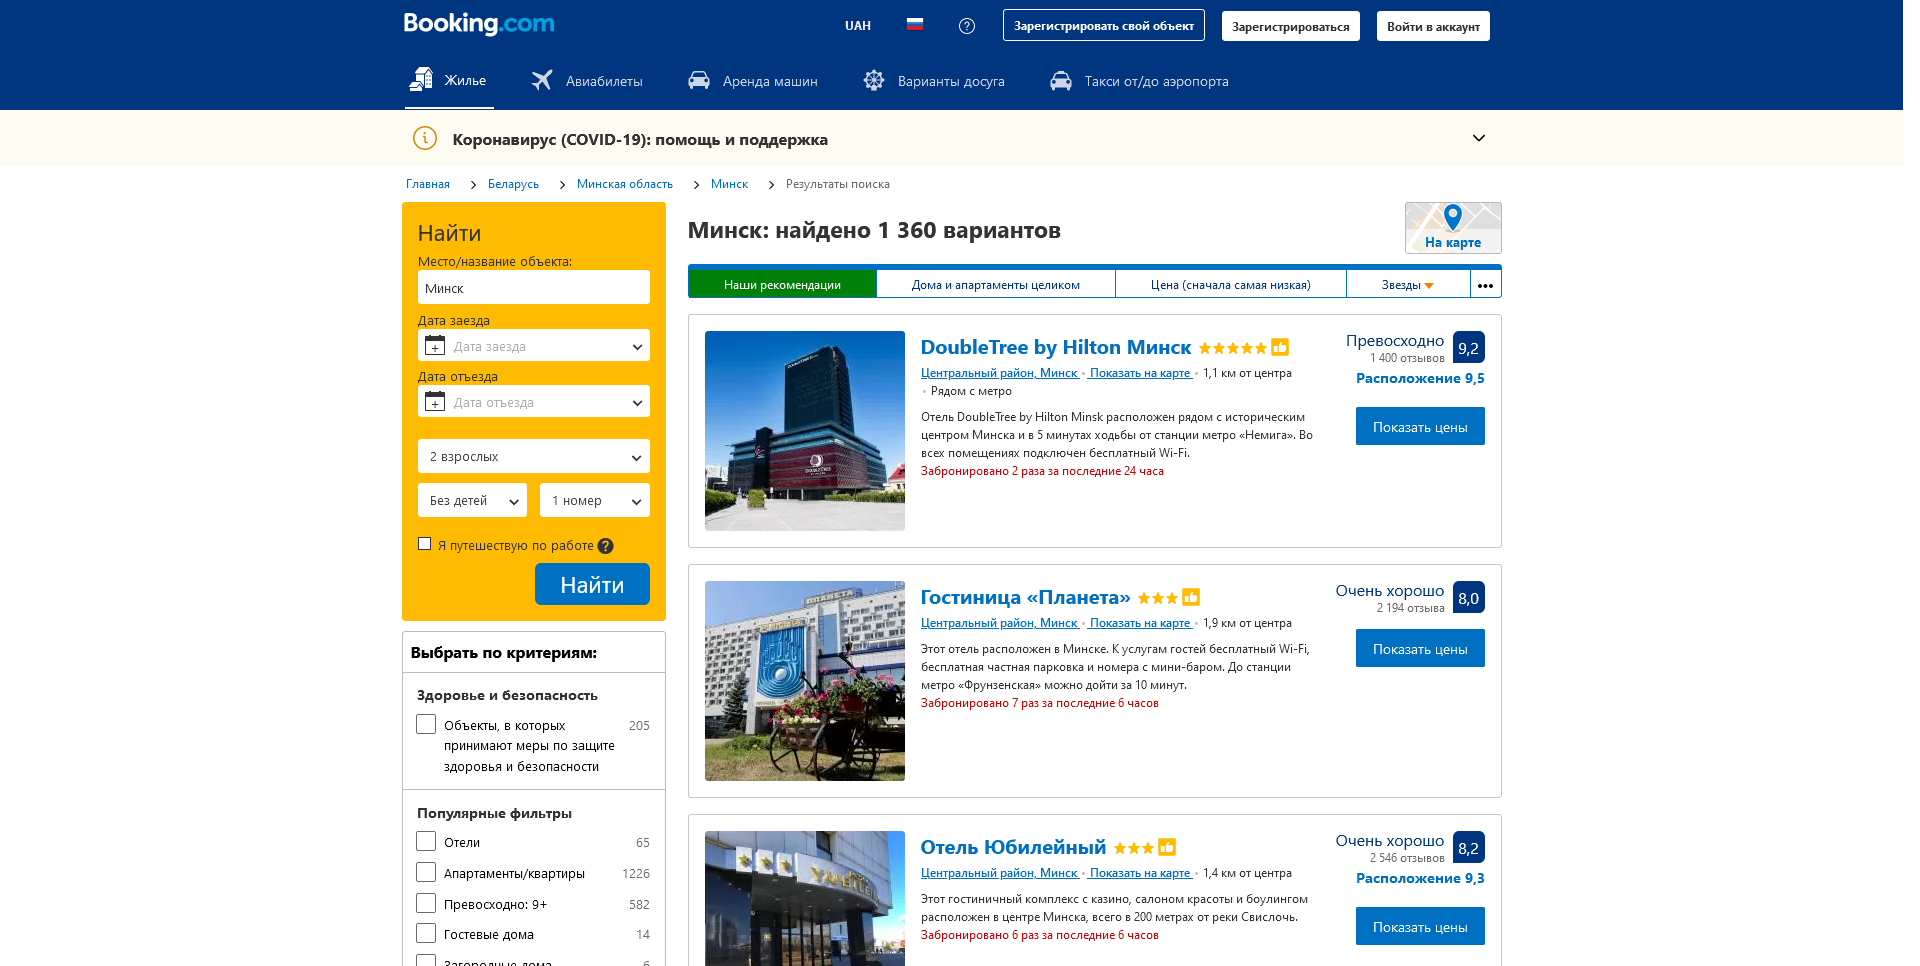 Booking.com
UAH
Зарегистрировать свой объект
Зарегистрироваться
Войти в аккаунт
Жилье
Авиабилеты
Аренда машин
Варианты досуга
Такси от/до аэропорта
Коронавирус (COVID-19): помощь и поддержка
Главная
Беларусь
Минская область
Минск
Результаты поиска
Найти
Место/название объекта:
Минск
Дата заезда
Дата заезда
Дата отъезда
Дата отъезда
2 взрослых
Без детей
1 номер
Я путешествую по работе
Найти
Выбрать по критериям:
Здоровье и безопасность
Объекты, в которых 205
принимают меры по защите
здоровья и безопасности
Популярные фильтры
Отели 65
Апартаменты/квартиры 1226
Превосходно: 9+ 582
Гостевые дома 14
Загородные дома 6
Минск: найдено 1 360 вариантов
На карте
Наши рекомендации
Дома и апартаменты целиком
Цена (сначала самая низкая)
Звезды
•••
DoubleTree by Hilton Минск
Центральный район, Минск • Показать на карте • 1,1 км от центра
• Рядом с метро
Отель DoubleTree by Hilton Minsk расположен рядом с историческим
центром Минска и в 5 минутах ходьбы от станции метро «Немига». Во
всех помещениях подключен бесплатный Wi-Fi.
Забронировано 2 раза за последние 24 часа
Превосходно 9,2
1 400 отзывов
Расположение 9,5
Показать цены
DOUBLETREE
Гостиница «Планета»
Центральный район, Минск • Показать на карте • 1,9 км от центра
Этот отель расположен в Минске. К услугам гостей бесплатный Wi-Fi,
бесплатная частная парковка и номера с мини-баром. До станции
метро «Фрунзенская» можно дойти за 10 минут.
Забронировано 7 раз за последние 6 часов
Очень хорошо 8,0
2 194 отзыва
Показать цены
ПЛАНЕТА
Отель Юбилейный
Центральный район, Минск • Показать на карте • 1,4 км от центра
Этот гостиничный комплекс с казино, салоном красоты и боулингом
расположен в центре Минска, всего в 200 метрах от реки Свислочь.
Забронировано 6 раз за последние 6 часов
Очень хорошо 8,2
2 546 отзывов
Расположение 9,3
Показать цены